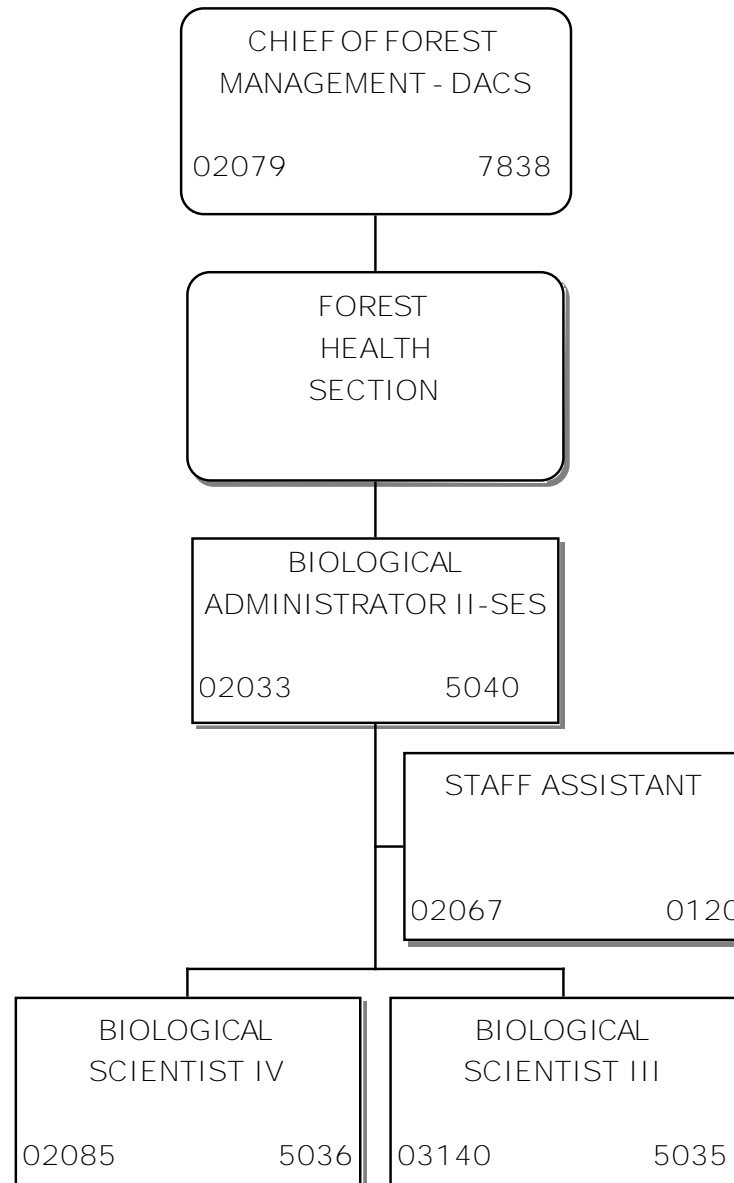 CHIEF OF FOREST
MANAGEMENT - DACS
02079 7838
FOREST
HEALTH
SECTION
BIOLOGICAL
ADMINISTRATOR II-SES
02033 5040
STAFF ASSISTANT
02067 0120
BIOLOGICAL
SCIENTIST IV
02085 5036
BIOLOGICAL
SCIENTIST III
03140 5035